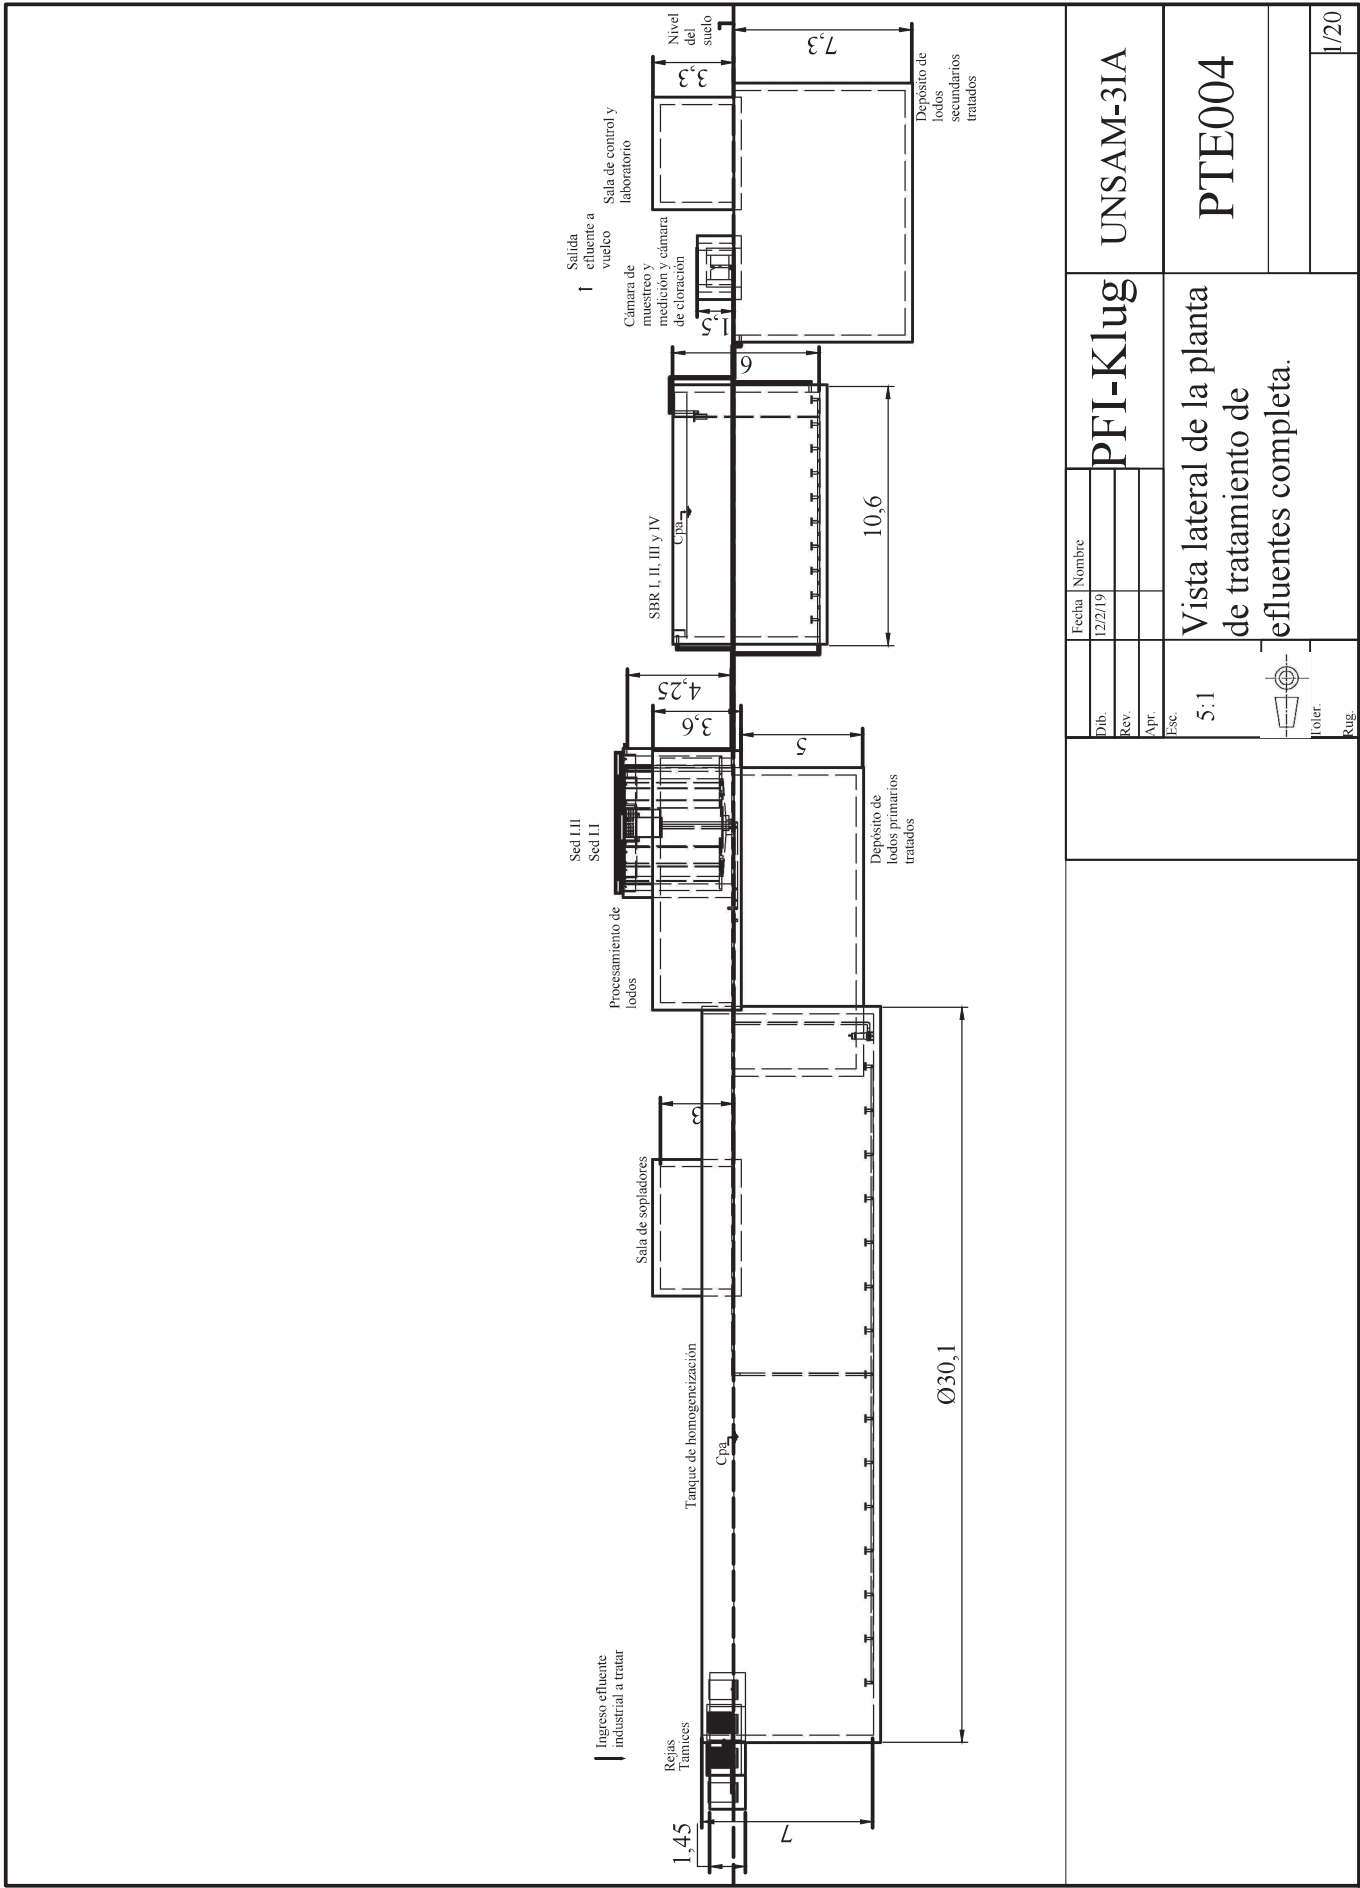 Ingreso efluente
industrial a tratar
Rejas
Tamices
1,45
7
Tanque de homogeneización
Cpa
Ø30,1
Sala de sopladores
3
Procesamiento de
lodos
Sed I.II
Sed I.I
3,6
4,25
5
Depósito de
lodos primarios
tratados
SBR I, II, III y IV
Cpa
10,6
6
Salida
efluente a
vuelco
Cámara de
muestreo y
medición y cámara
de cloración
1,5
Sala de control y
laboratorio
3,3
Nivel
del
suelo
7,3
Depósito de
lodos
secundarios
tratados
Fecha
Nombre
Dib.
12/2/19
Rev.
Apr.
PFI-Klug
UNSAM-3IA
Esc.
5:1
Vista lateral de la planta
de tratamiento de
efluentes completa.
PTE004
Toler.
Rug.
1/20